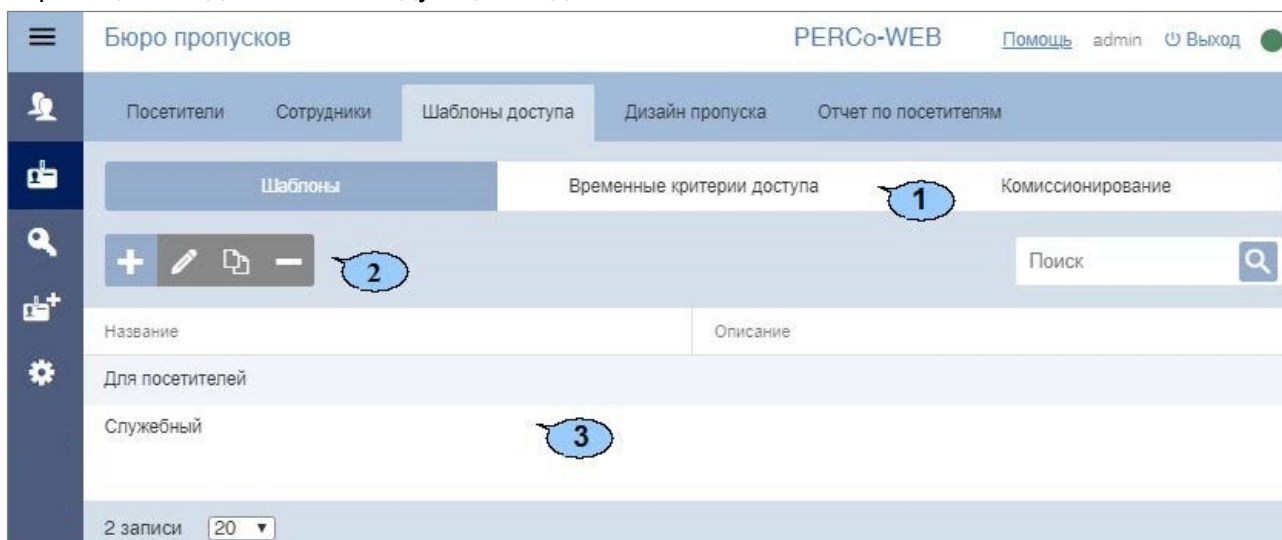 Бюро пропусков PERCo-WEB Помощь admin Выход
Посетители Сотрудники Шаблоны доступа Дизайн пропуска Отчет по посетителям
Шаблоны Временные критерии доступа 1 Комиссионирование
2 Поиск
Название Описание
Для посетителей
Служебный 3
2 записи 20